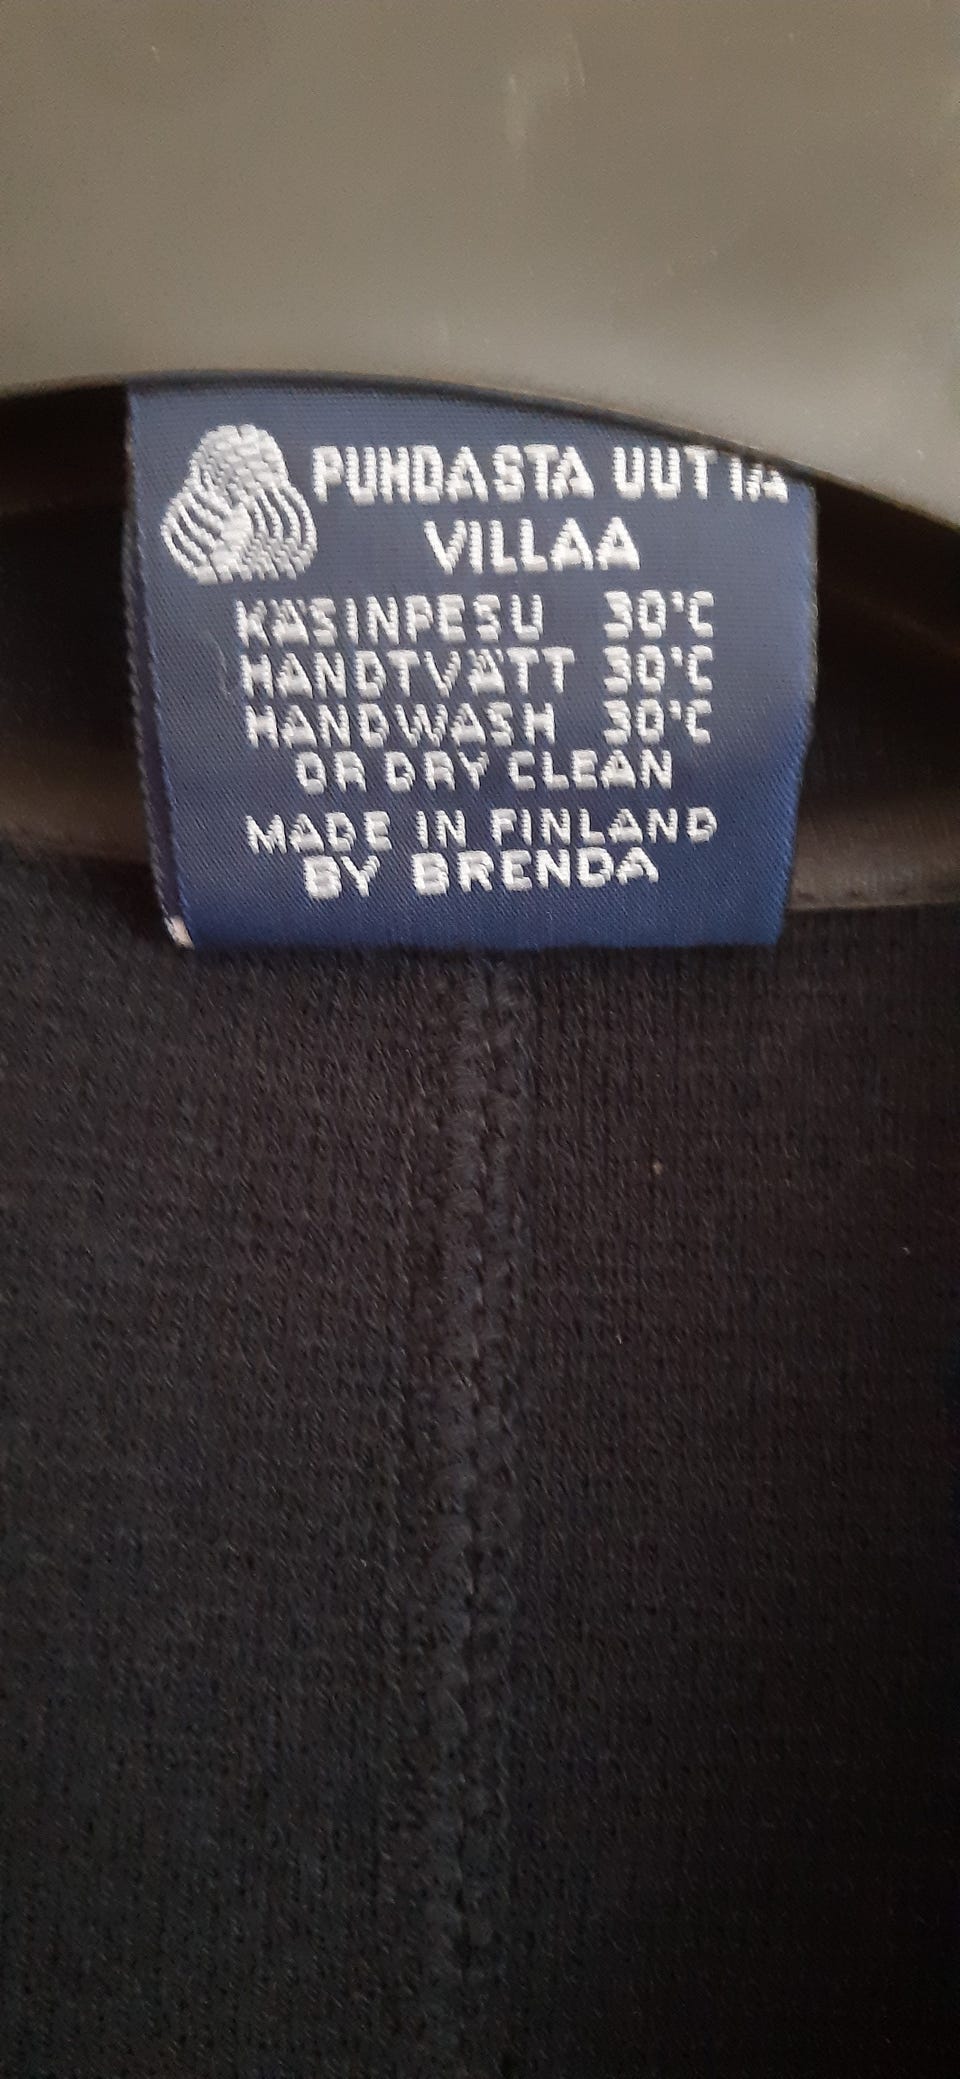 PUHDASTA UUTTA
VILLAA
KÄSINPESU 30°C
HANDTVÄTT 30°C
HANDWASH 30°C
OR DRY CLEAN
MADE IN FINLAND
BY BRENDA